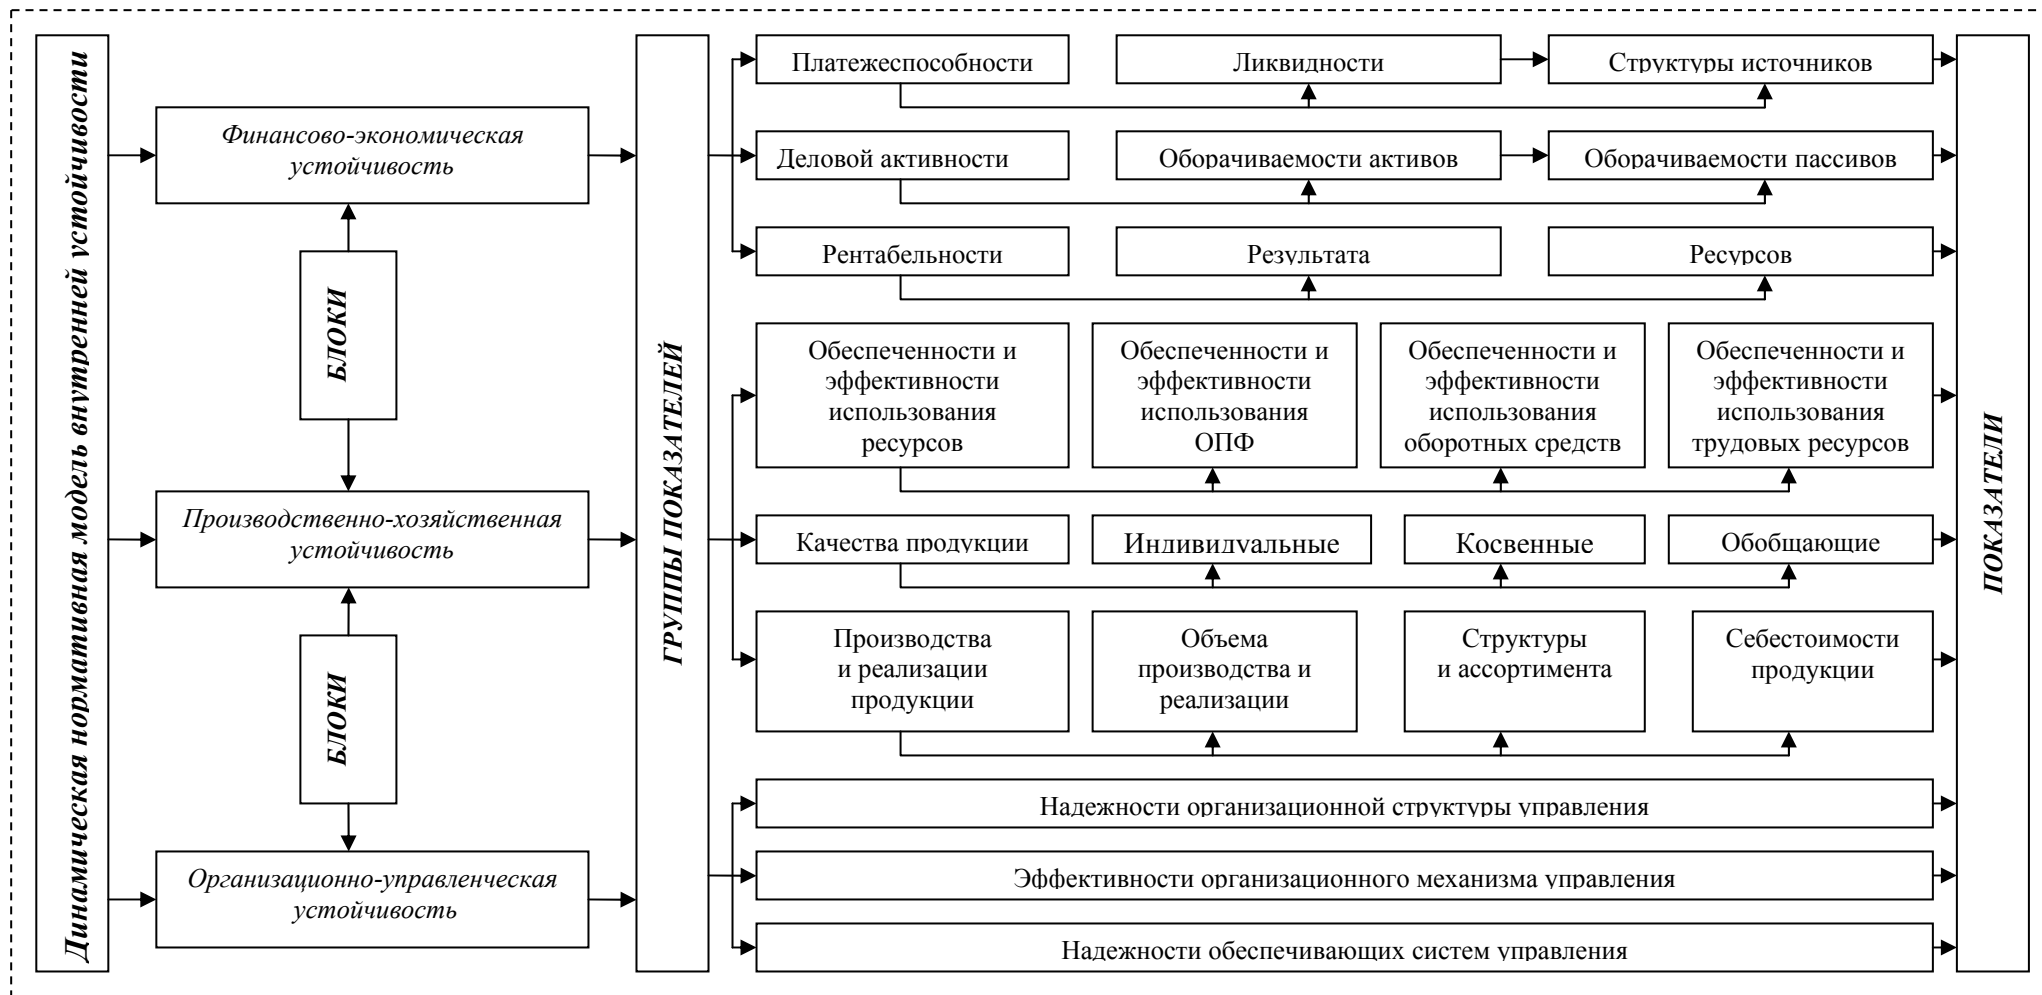 Динамическая нормативная модель внутренней устойчивости
Финансово-экономическая
устойчивость
БЛОКИ
Производственно-хозяйственная
устойчивость
БЛОКИ
Организационно-управленческая
устойчивость
ГРУППЫ ПОКАЗАТЕЛЕЙ
Платежеспособности
Ликвидности
Структуры источников
Деловой активности
Оборачиваемости активов
Оборачиваемости пассивов
Рентабельности
Результата
Ресурсов
Обеспеченности и
эффективности
использования
ресурсов
Обеспеченности и
эффективности
использования
ОПФ
Обеспеченности и
эффективности
использования
оборотных средств
Обеспеченности и
эффективности
использования
трудовых ресурсов
Качества продукции
Индивидуальные
Косвенные
Обобщающие
Производства
и реализации
продукции
Объема
производства и
реализации
Структуры
и ассортимента
Себестоимости
продукции
Надежности организационной структуры управления
Эффективности организационного механизма управления
Надежности обеспечивающих систем управления
ПОКАЗАТЕЛИ